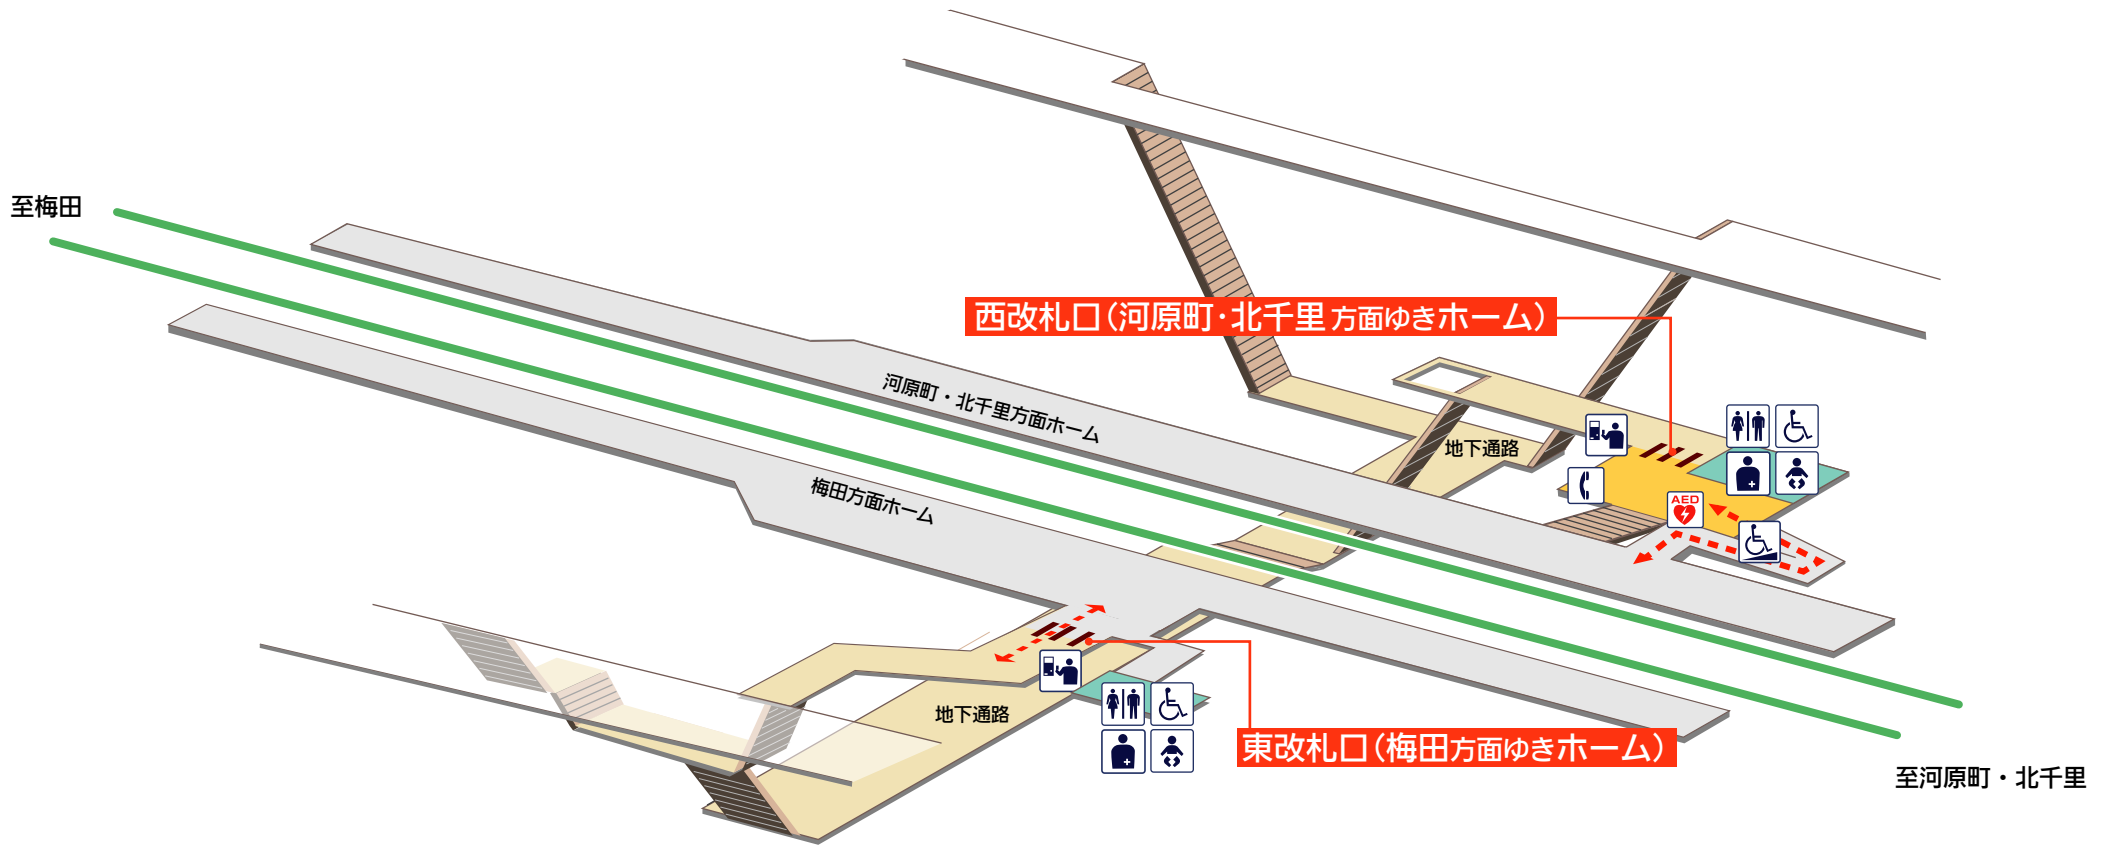 至梅田
西改札口(河原町・北千里方面ゆきホーム)
河原町・北千里方面ホーム
地下通路
梅田方面ホーム
AED
地下通路
東改札口(梅田方面ゆきホーム)
至河原町・北千里